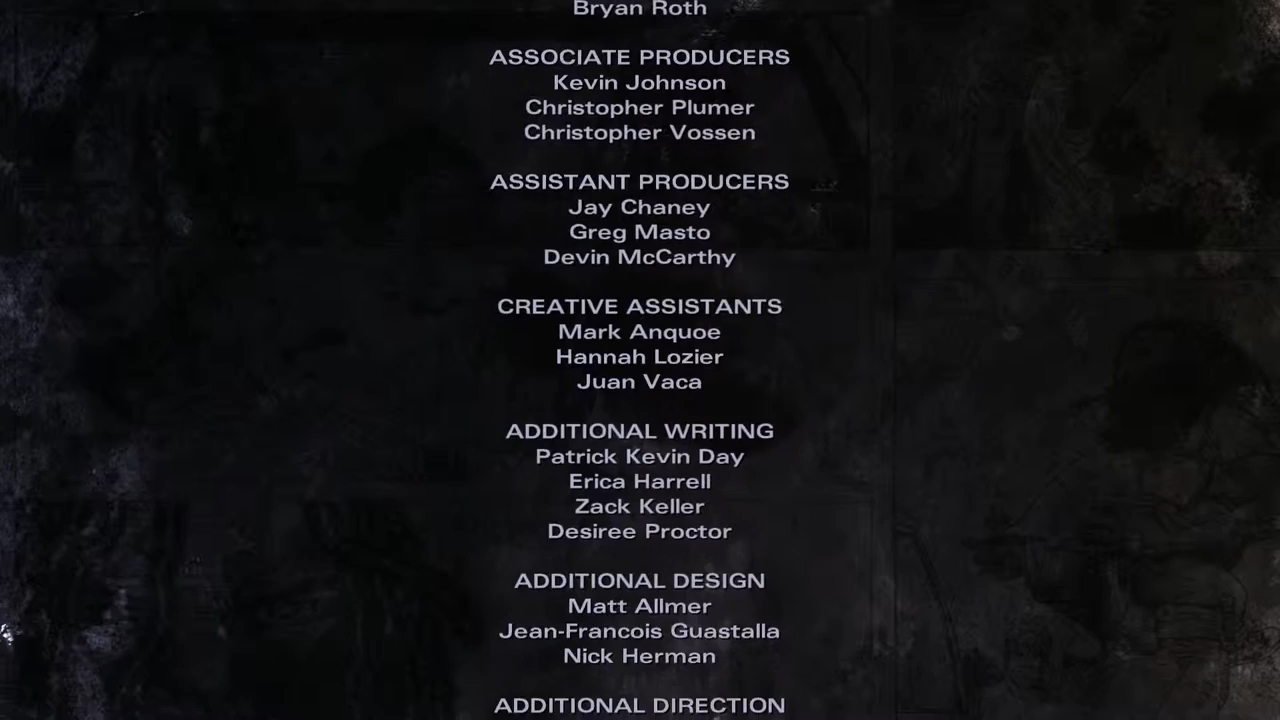 Bryan Roth
ASSOCIATE PRODUCERS
Kevin Johnson
Christopher Plumer
Christopher Vossen
ASSISTANT PRODUCERS
Jay Chaney
Greg Masto
Devin McCarthy
CREATIVE ASSISTANTS
Mark Anquoe
Hannah Lozier
Juan Vaca
ADDITIONAL WRITING
Patrick Kevin Day
Erica Harrell
Zack Keller
Desiree Proctor
ADDITIONAL DESIGN
Matt Allmer
Jean-Francois Guastalla
Nick Herman
ADDITIONAL DIRECTION